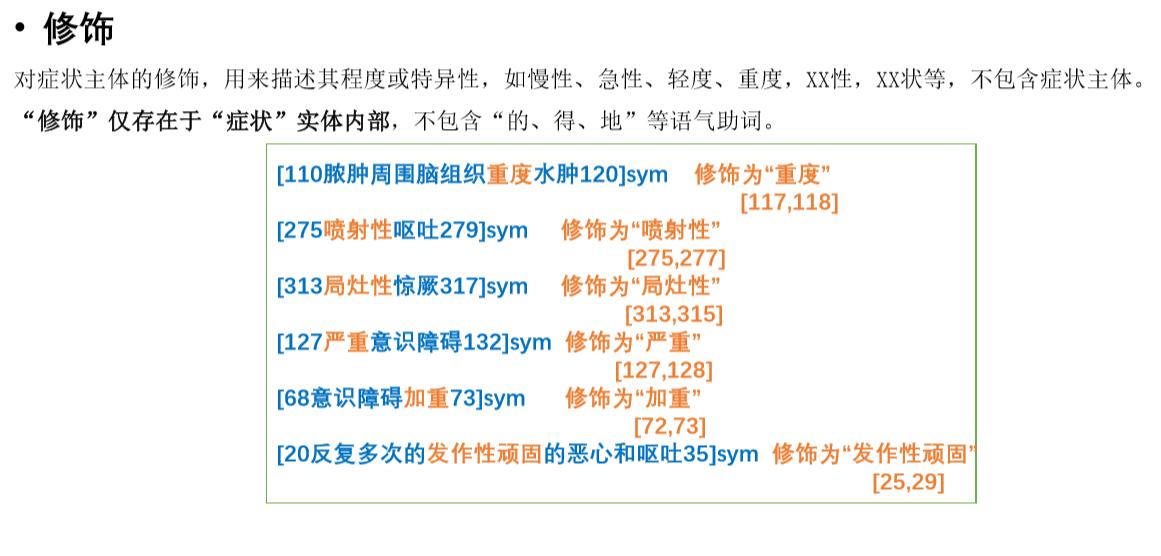 • 修饰
对症状主体的修饰，用来描述其程度或特异性，如慢性、急性、轻度、重度，XX性，XX状等，不包含症状主体。
“修饰”仅存在于“症状”实体内部，不包含“的、得、地”等语气助词。
[110脓肿周围脑组织重度水肿120]sym 修饰为“重度”
[117,118]
[275喷射性呕吐279]sym 修饰为“喷射性”
[275,277]
[313局灶性惊厥317]sym 修饰为“局灶性”
[313,315]
[127严重意识障碍132]sym 修饰为“严重”
[127,128]
[68意识障碍加重73]sym 修饰为“加重”
[72,73]
[20反复多次的发作性顽固的恶心和呕吐35]sym 修饰为“发作性顽固”
[25,29]